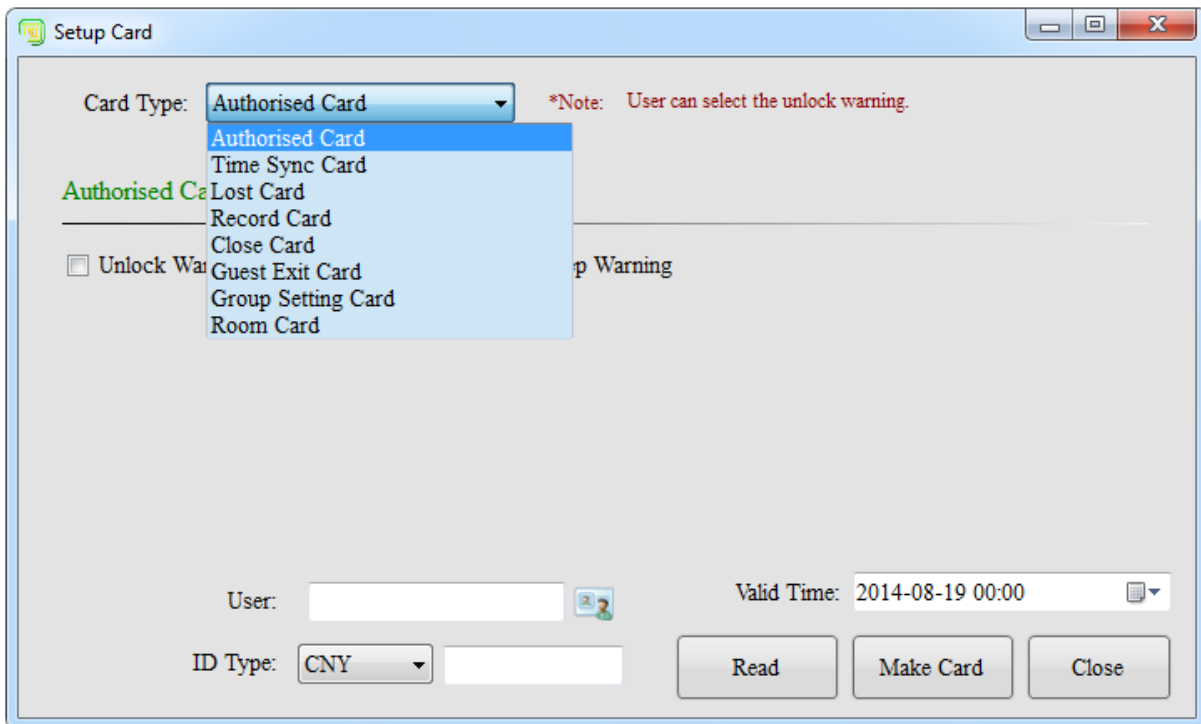 Setup Card
Card Type: Authorised Card *Note: User can select the unlock warning.
Authorised Card
Time Sync Card
Authorised Ca
Lost Card
Record Card
Close Card
Unlock Wa ep Warning
Guest Exit Card
Group Setting Card
Room Card
User: Valid Time: 2014-08-19 00:00
ID Type: CNY Read Make Card Close